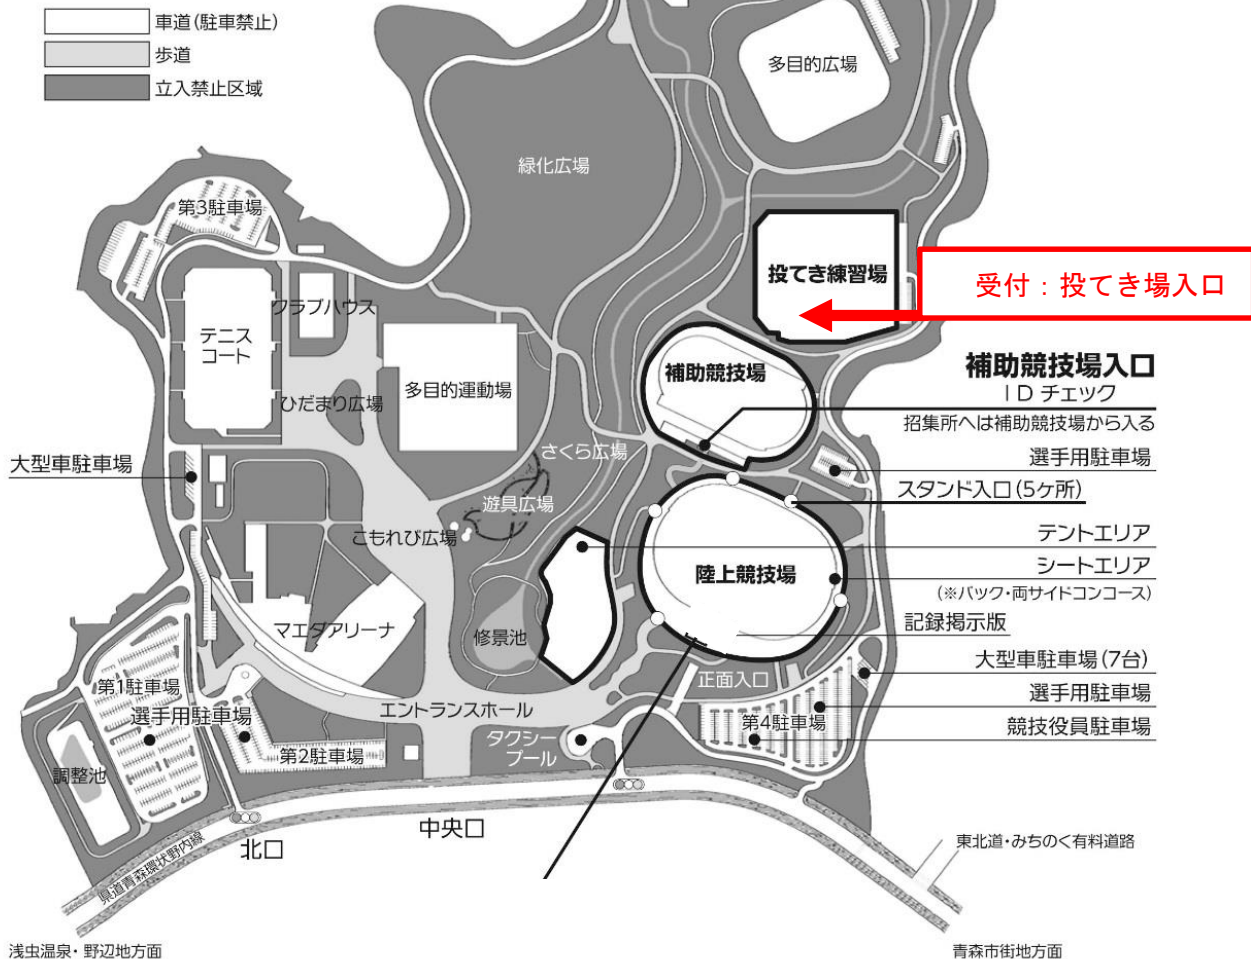 車道(駐車禁止)
歩道
立入禁止区域
多目的広場
緑化広場
第3駐車場
投てき練習場
受付：投てき場入口
クラブハウス
テニス
コート
補助競技場
補助競技場入口
IDチェック
招集所へは補助競技場から入る
多目的運動場
ひだまり広場
さくら広場
大型車駐車場
選手用駐車場
スタンド入口(5ヶ所)
遊具広場
こもれび広場
テントエリア
シートエリア
(※バック・両サイドコンコース)
陸上競技場
記録掲示版
マエダアリーナ
修景池
大型車駐車場(7台)
正面入口
第1駐車場
選手用駐車場
選手用駐車場
エントランスホール
第4駐車場
競技役員駐車場
タクシー
プール
第2駐車場
調整池
中央口
北口
県道青森環状野内線
東北道・みちのく有料道路
浅虫温泉・野辺地方面
青森市街地方面